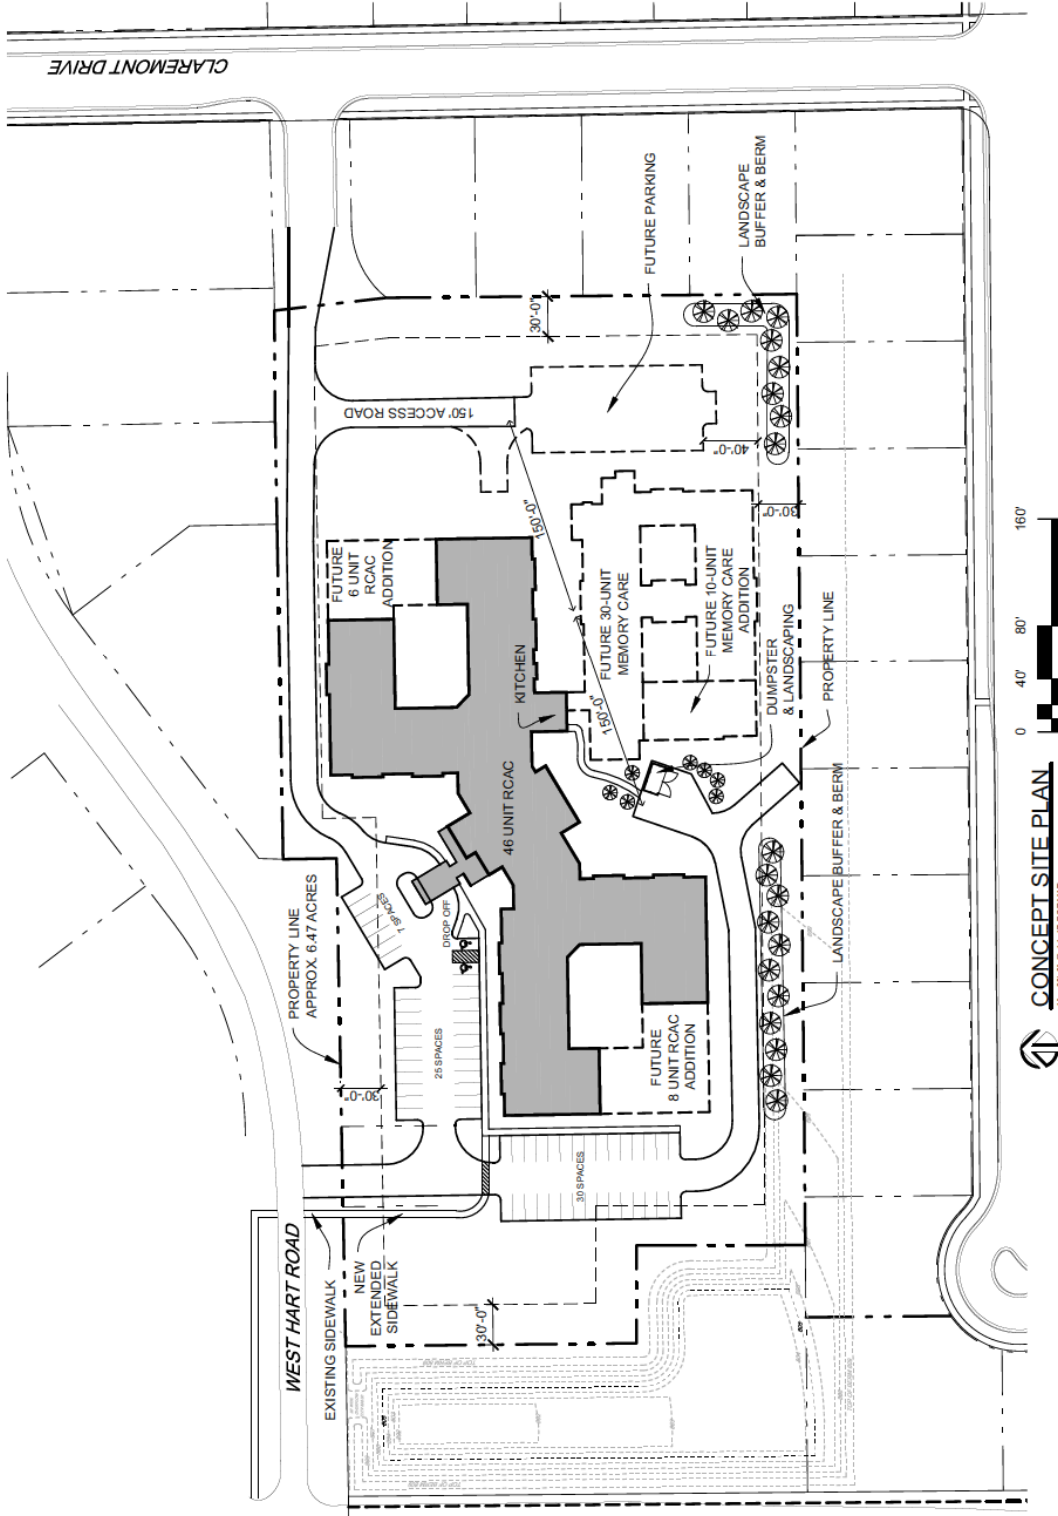 CLAREMONT DRIVE
FUTURE PARKING
LANDSCAPE
BUFFER & BERM
30'-0"
150' ACCESS ROAD
40'-0"
150'-0"
30'-0"
FUTURE
6 UNIT
RCAC
ADDITION
FUTURE 30-UNIT
MEMORY CARE
FUTURE 10-UNIT
MEMORY CARE
ADDITION
KITCHEN
150'-0"
DUMPSTER
& LANDSCAPING
PROPERTY LINE
46 UNIT RCAC
PROPERTY LINE
APPROX. 6.47 ACRES
7 SPACES
DROP OFF
LANDSCAPE BUFFER & BERM
25 SPACES
30'-0"
FUTURE
8 UNIT RCAC
ADDITION
30 SPACES
WEST HART ROAD
EXISTING SIDEWALK
NEW
EXTENDED
SIDEWALK
30'-0"
0 40' 80' 160'
CONCEPT SITE PLAN